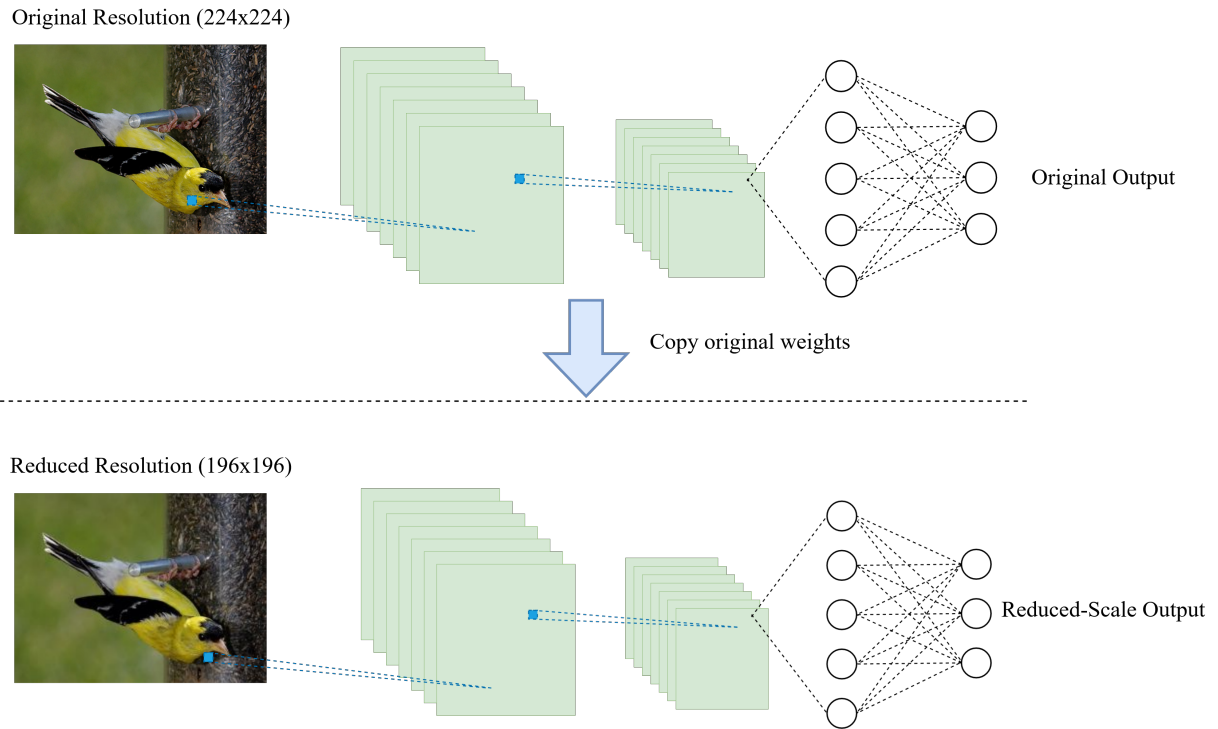 Original Resolution (224x224)
Original Output
Copy original weights
Reduced Resolution (196x196)
Reduced-Scale Output